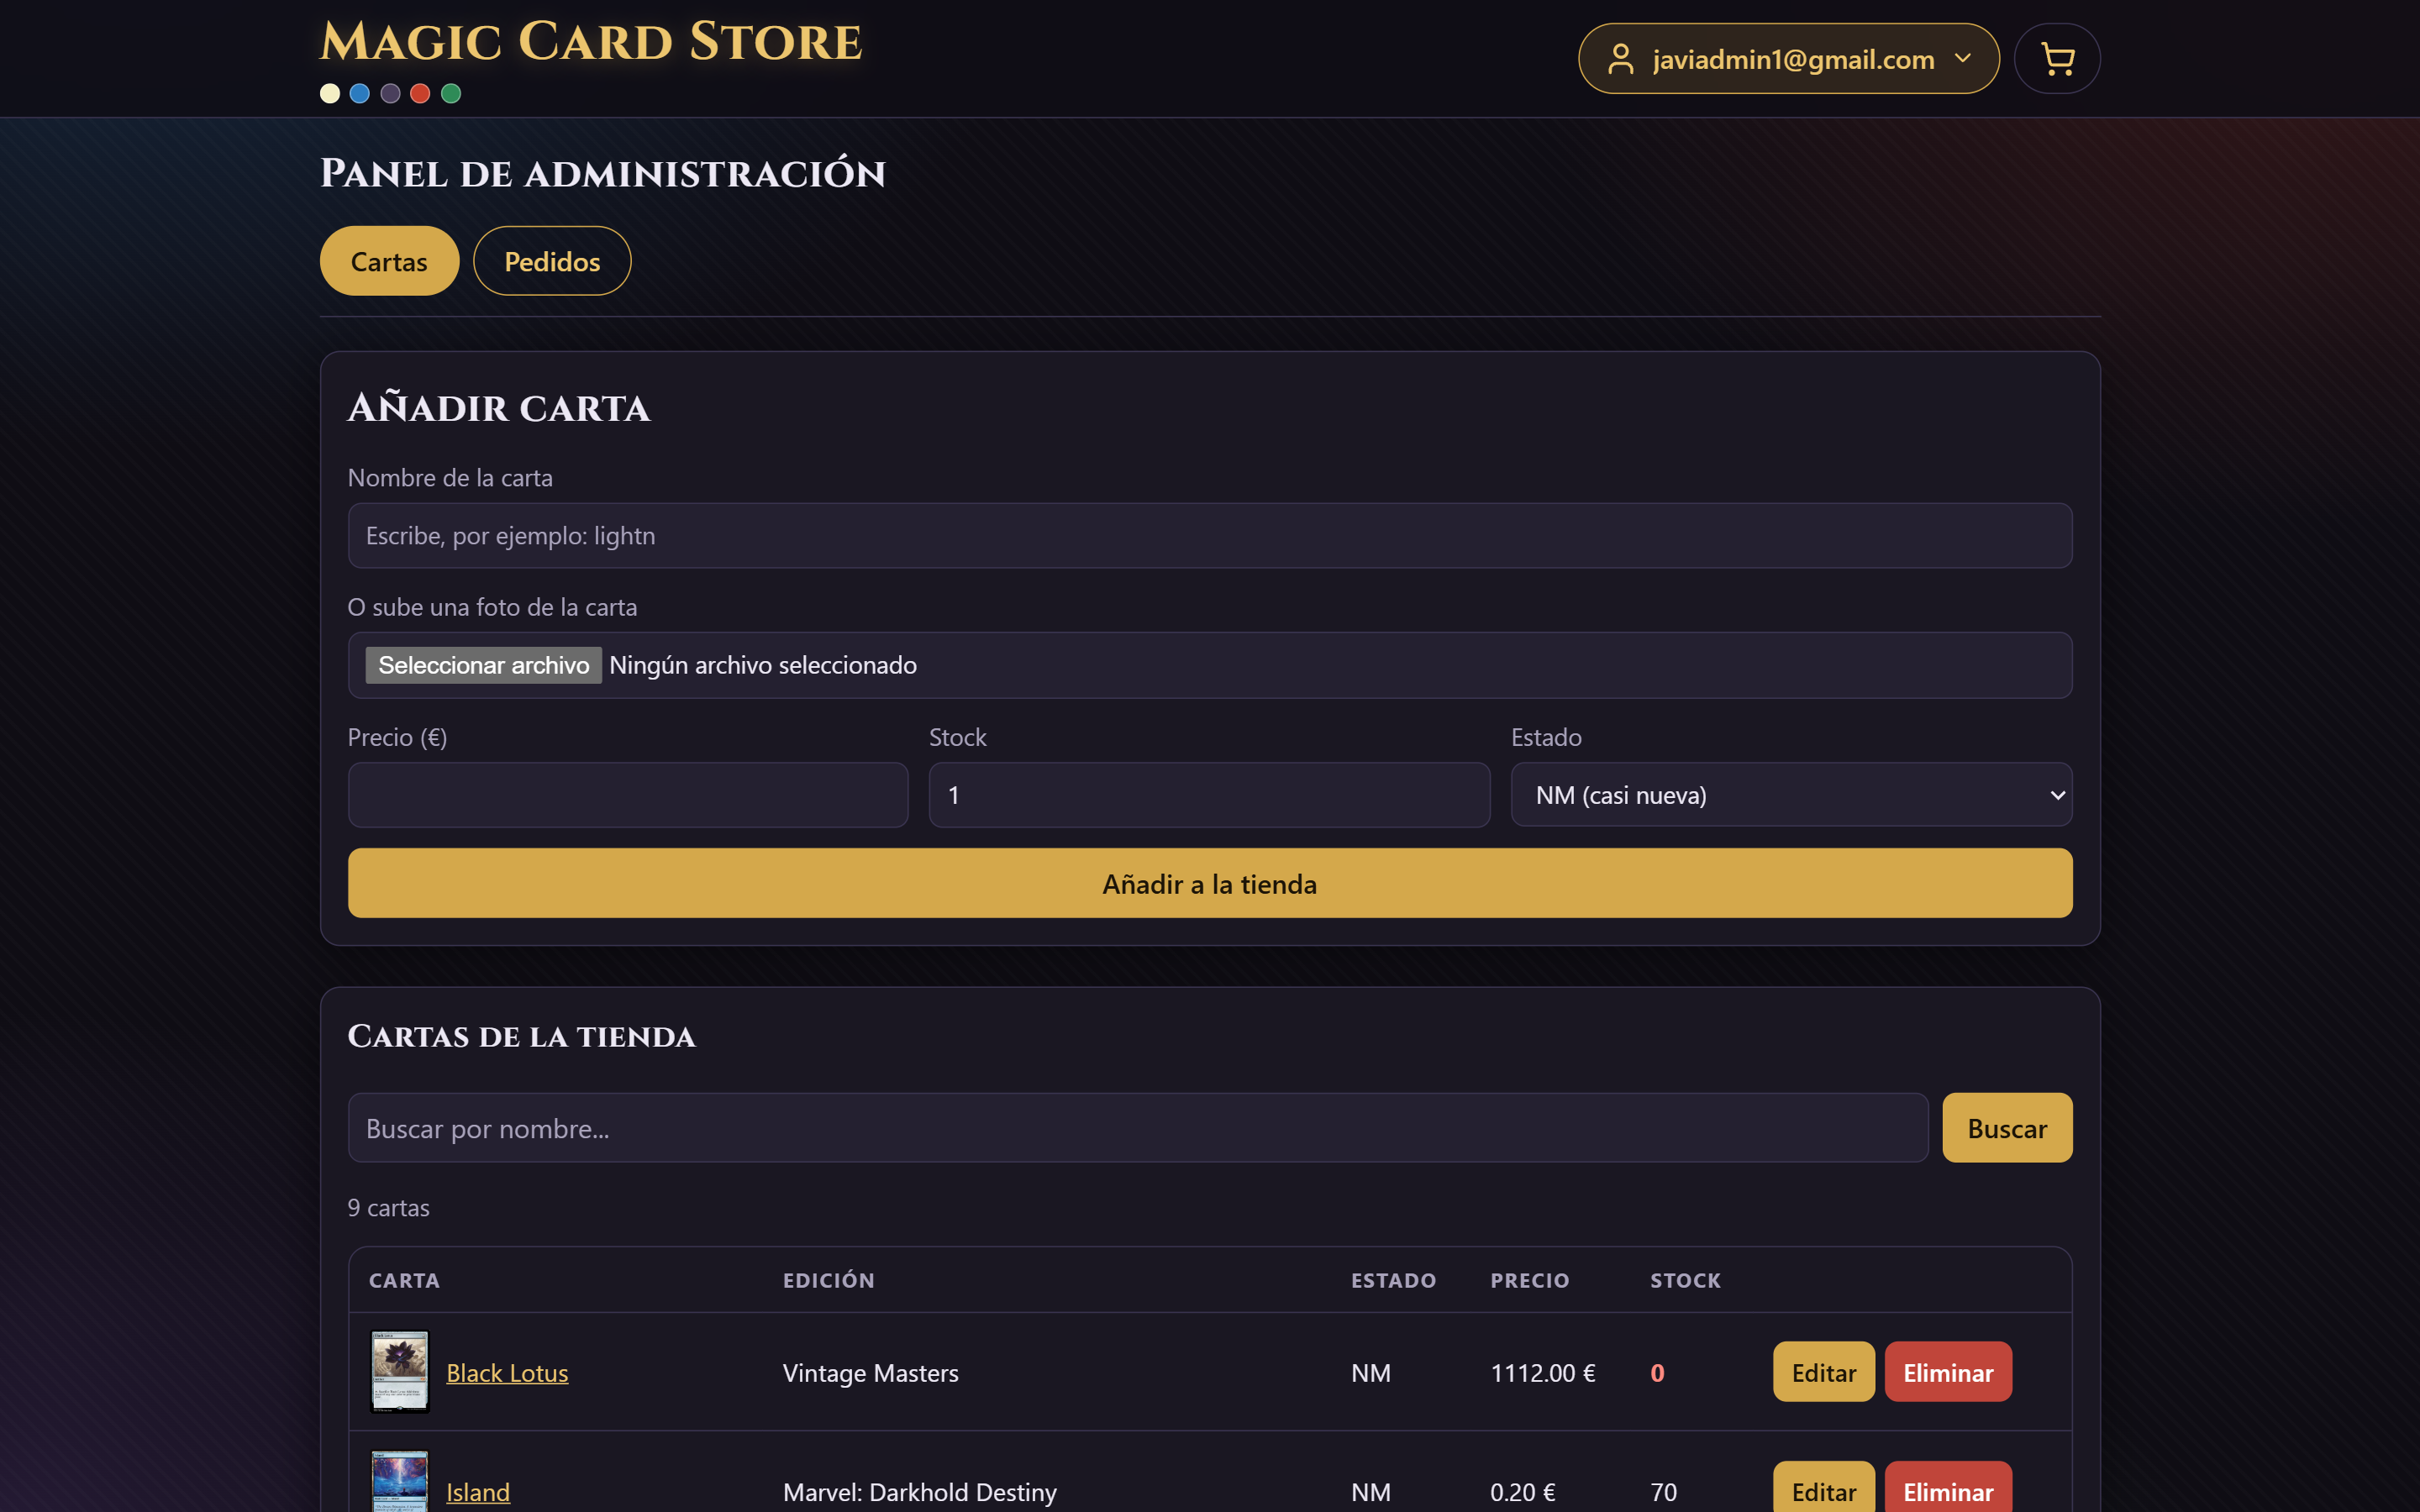 Magic Card Store
javiadmin1@gmail.com
Panel de administración
Cartas
Pedidos
Añadir carta
Nombre de la carta
Escribe, por ejemplo: lightn
O sube una foto de la carta
Seleccionar archivo Ningún archivo seleccionado
Precio (€) Stock Estado
1 NM (casi nueva)
Añadir a la tienda
Cartas de la tienda
Buscar por nombre...
Buscar
9 cartas
CARTA EDICIÓN ESTADO PRECIO STOCK
Black Lotus Vintage Masters NM 1112.00 € 0 Editar Eliminar
Island Marvel: Darkhold Destiny NM 0.20 € 70 Editar Eliminar